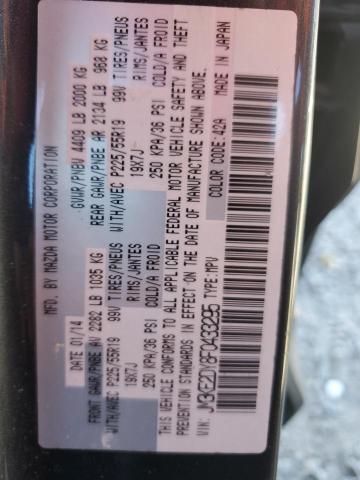 MFD. BY MAZDA MOTOR CORPORATION
DATE 01/14 GVWR/PNBV 4409 LB 2000 KG
FRONT GAWR/PNBE AV 2282 LB 1035 KG REAR GAWR/PNBE AR 2134 LB 968 KG
WITH/AVEC P225/55R19 99V TIRES/PNEUS WITH/AVEC P225/55R19 99V TIRES/PNEUS
19X7J RIMS/JANTES 19X7J RIMS/JANTES
250 KPA/36 PSI COLD/A FROID 250 KPA/36 PSI COLD/A FROID
THIS VEHICLE CONFORMS TO ALL APPLICABLE FEDERAL MOTOR VEHICLE SAFETY AND THEFT
PREVENTION STANDARDS IN EFFECT ON THE DATE OF MANUFACTURE SHOWN ABOVE.
VIN: TYPE: MPV COLOR CODE: 42A MADE IN JAPAN